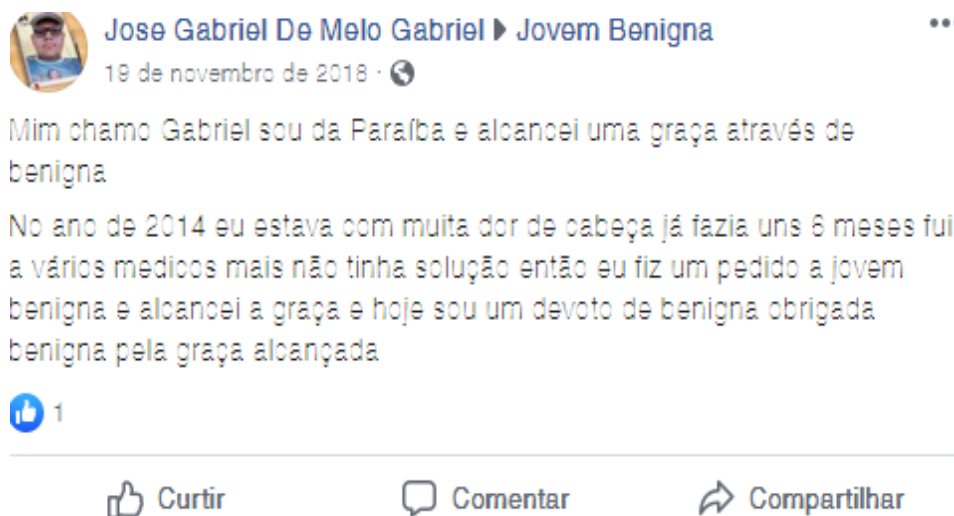 Jose Gabriel De Melo Gabriel ▶ Jovem Benigna
19 de novembro de 2018 ·
Mim chamo Gabriel sou da Paraíba e alcancei uma graça através de
benigna
No ano de 2014 eu estava com muita dor de cabeça já fazia uns 6 meses fui
a vários medicos mais não tinha solução então eu fiz um pedido a jovem
benigna e alcancei a graça e hoje sou um devoto de benigna obrigada
benigna pela graça alcançada
1
Curtir Comentar Compartilhar